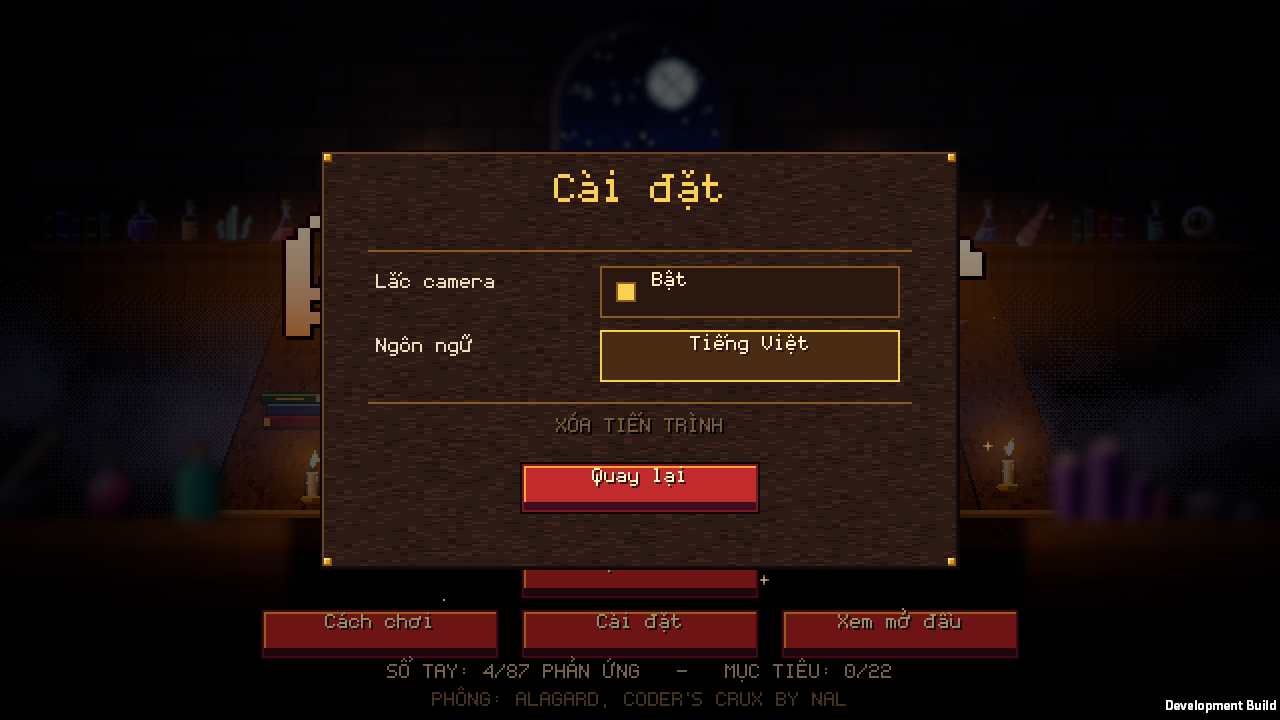 Cài đặt
Lắc camera
Bật
Ngôn ngữ
Tiếng Việt
XÓA TIẾN TRÌNH
Quay lại
Cách chơi
Cài đặt
Xem mở đầu
SỔ TAY: 4/87 PHẢN ỨNG – MỤC TIÊU: 0/22
PHÔNG: ALAGARD, CODER'S CRUX BY NAL
Development Build